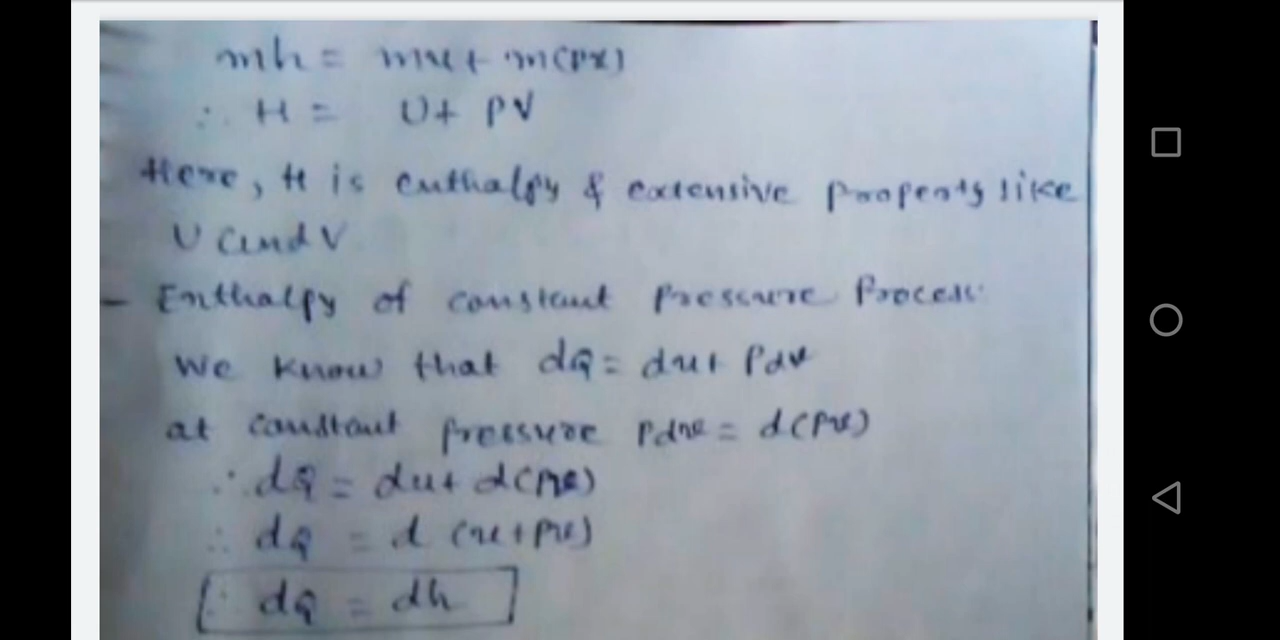 mh = mu + m(pv)
∴ H = U + PV
Here, H is enthalpy & extensive property like
U and V
- Enthalpy of constant Pressure Process
We know that dQ = du + Pdv
at constant pressure Pdv = d(pv)
∴ dQ = du + d(pv)
∴ dQ = d (u + pv)
∴ dQ = dh